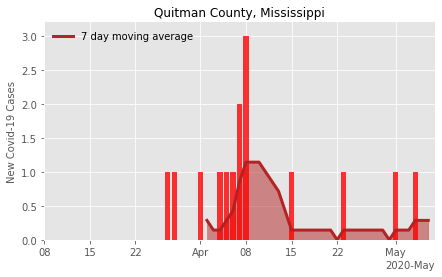 Quitman County, Mississippi
7 day moving average
New Covid-19 Cases
3.0
2.5
2.0
1.5
1.0
0.5
0.0
08 15 22 Apr 08 15 22 May
2020-May